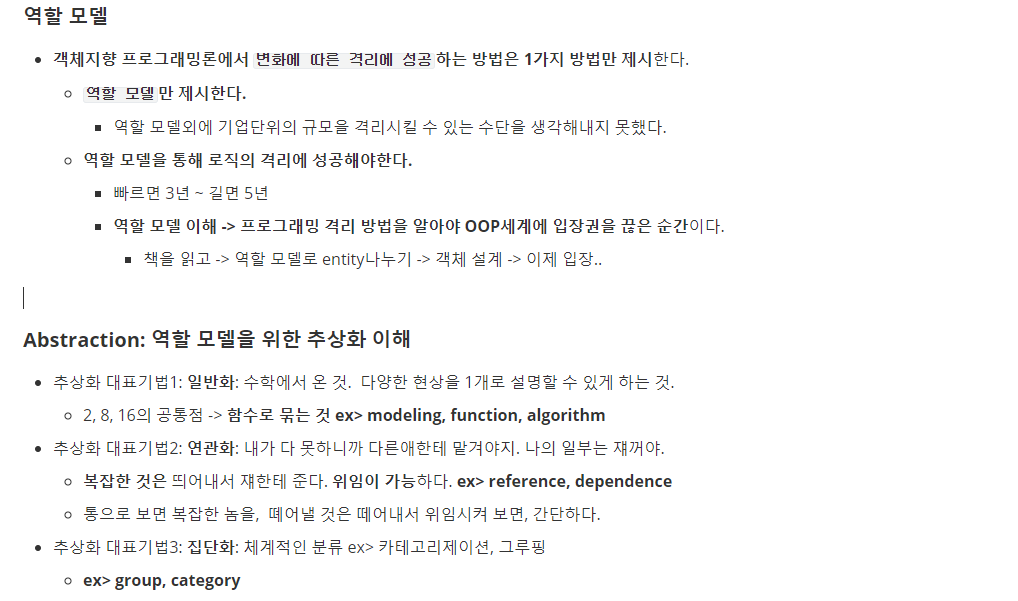 역할 모델
객체지향 프로그래밍론에서 변화에 따른 격리에 성공하는 방법은 1가지 방법만 제시한다.
역할 모델만 제시한다.
역할 모델외에 기업단위의 규모을 격리시킬 수 있는 수단을 생각해내지 못했다.
역할 모델을 통해 로직의 격리에 성공해야한다.
빠르면 3년 ~ 길면 5년
역할 모델 이해 -> 프로그래밍 격리 방법을 알아야 OOP세계에 입장권을 끊은 순간이다.
책을 읽고 -> 역할 모델로 entity나누기 -> 객체 설계 -> 이제 입장..
Abstraction: 역할 모델을 위한 추상화 이해
추상화 대표기법1: 일반화: 수학에서 온 것. 다양한 현상을 1개로 설명할 수 있게 하는 것.
2, 8, 16의 공통점 -> 함수로 묶는 것 ex> modeling, function, algorithm
추상화 대표기법2: 연관화: 내가 다 못하니까 다른애한테 맡겨야지. 나의 일부는 쟤꺼야.
복잡한 것은 띄어내서 쟤한테 준다. 위임이 가능하다. ex> reference, dependence
통으로 보면 복잡한 놈을, 떼어낼 것은 떼어내서 위임시켜 보면, 간단하다.
추상화 대표기법3: 집단화: 체계적인 분류 ex> 카테고리제이션, 그루핑
ex> group, category